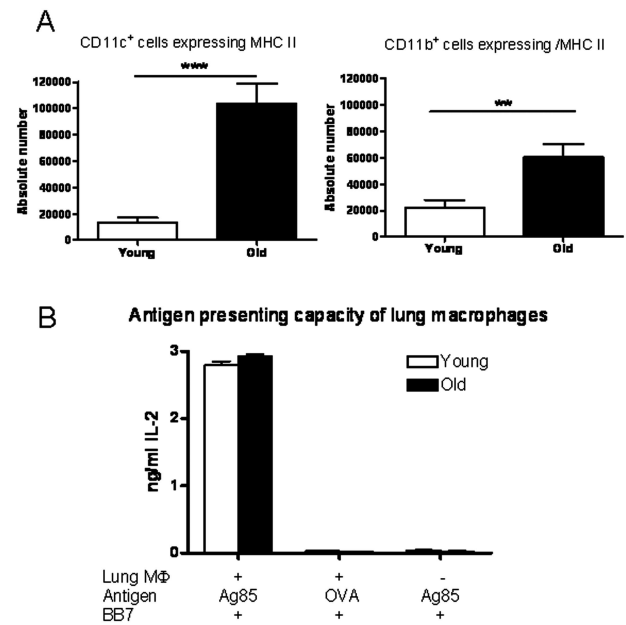 A
CD11c+ cells expressing MHC II
***
Absolute number
120000
100000
80000
60000
40000
20000
0
Young
Old
CD11b+ cells expressing /MHC II
**
Absolute number
120000
100000
80000
60000
40000
20000
0
Young
Old
B
Antigen presenting capacity of lung macrophages
Young
Old
ng/ml IL-2
3
2
1
0
Lung MΦ + + -
Antigen Ag85 OVA Ag85
BB7 + + +